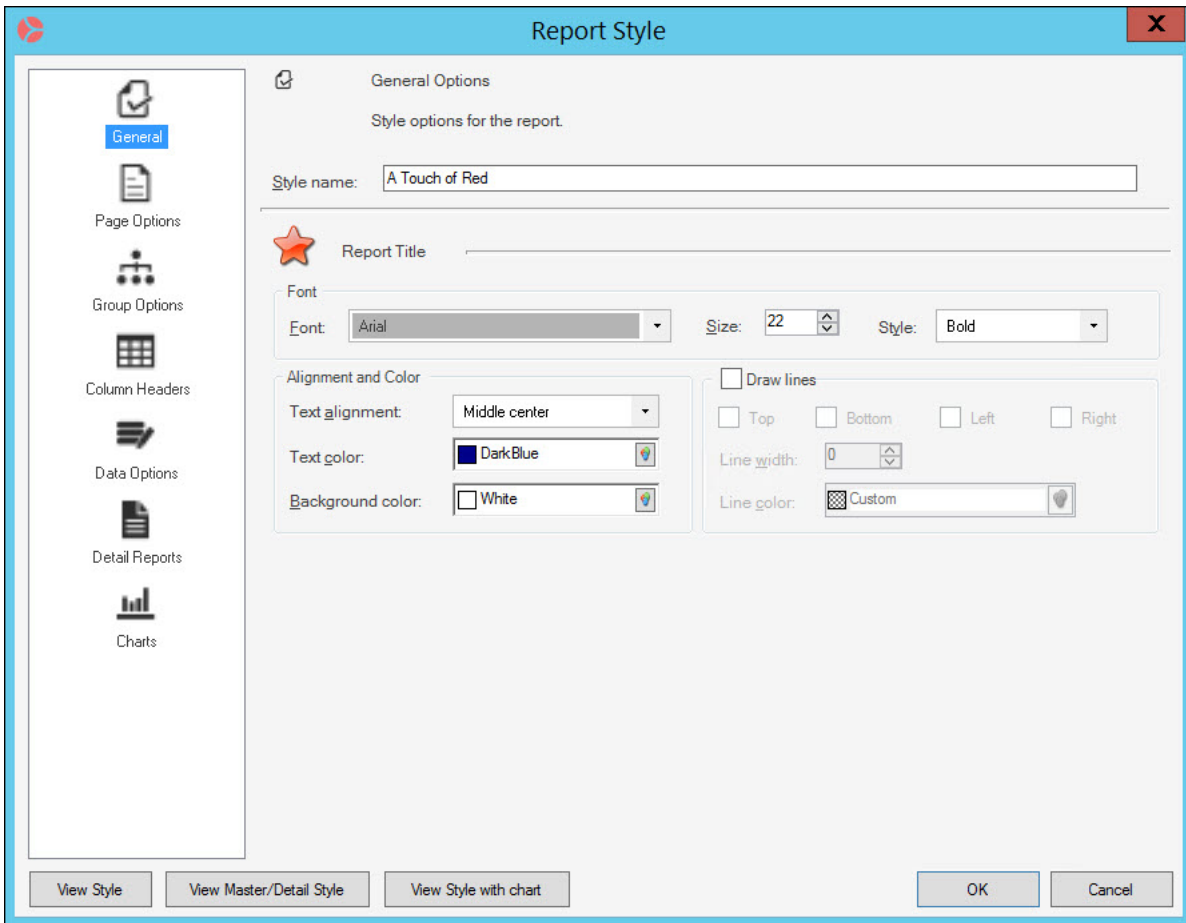 Report Style
X
General
Page Options
Group Options
Column Headers
Data Options
Detail Reports
Charts
General Options
Style options for the report.
Style name: A Touch of Red
Report Title
Font
Font: Arial Size: 22 Style: Bold
Alignment and Color
Text alignment: Middle center
Text color: DarkBlue
Background color: White
Draw lines
Top Bottom Left Right
Line width: 0
Line color: Custom
View Style View Master/Detail Style View Style with chart OK Cancel